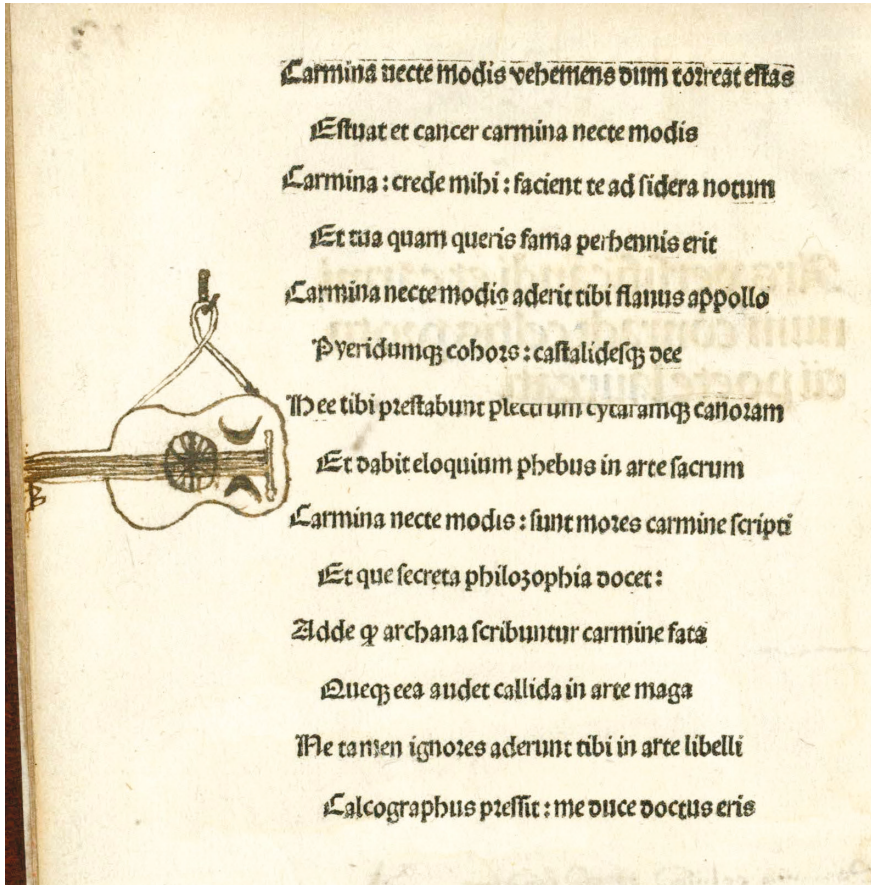 Carmina necte modis vehemens dum torreat estas
Estuat et cancer carmina necte modis
Carmina : crede mihi : facient te ad sidera notum
Et tua quam queris fama perhennis erit
Carmina necte modis aderit tibi flauus appollo
Pyeridumqꝫ cohors : castalidesqꝫ dee
Hee tibi prestabunt plectrum cytaramqꝫ canoram
Et dabit eloquium phebus in arte sacrum
Carmina necte modis : sunt mores carmine scripti
Et que secreta philozophia docet :
Adde ꝙ archana scribuntur carmine fata
Queqꝫ eea audet callida in arte maga
Ne tamen ignores aderunt tibi in arte libelli
Calcographus pressit : me duce doctus eris